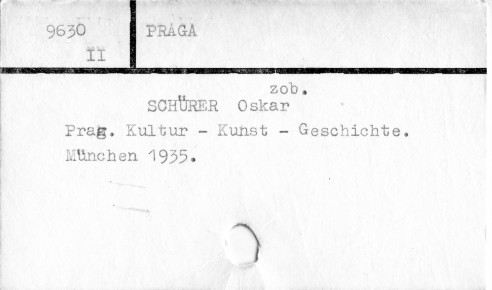 9630
II
PRAGA
zob.
SCHÜRER Oskar
Prag. Kultur - Kunst - Geschichte.
München 1935.